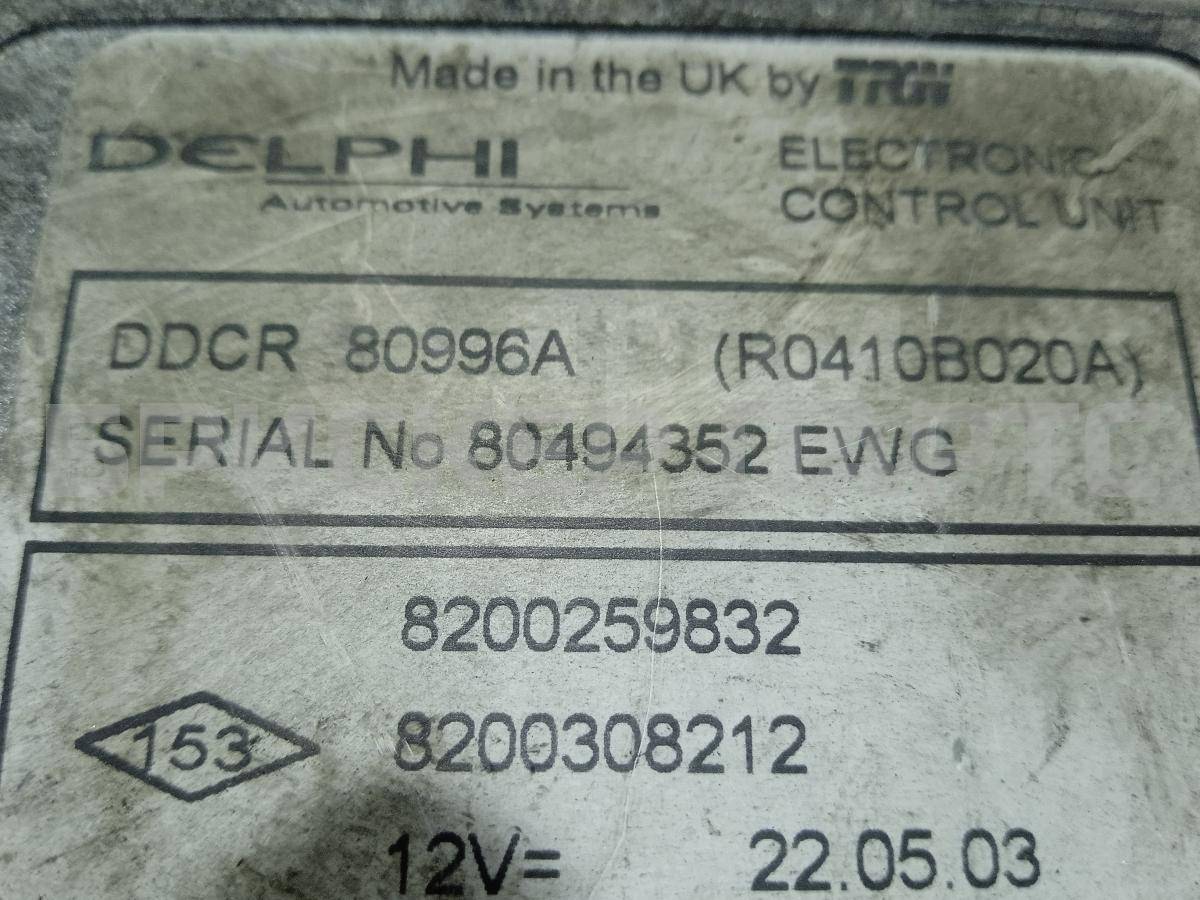 Made in the UK by TRW
DELPHI
Automotive Systems
ELECTRONIC
CONTROL UNIT
DDCR 80996A (R0410B020A)
SERIAL No 80494352 EWG
8200259832
153
8200308212
12V= 22.05.03